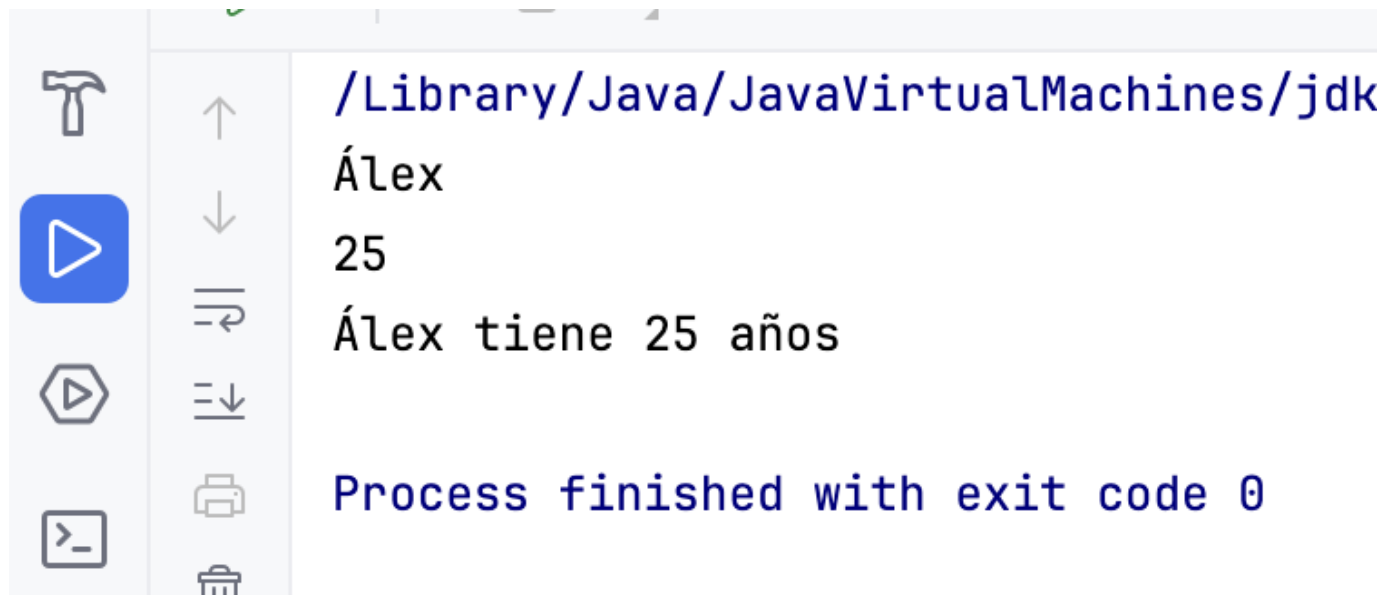 /Library/Java/JavaVirtualMachines/jdk
Álex
25
Álex tiene 25 años
Process finished with exit code 0